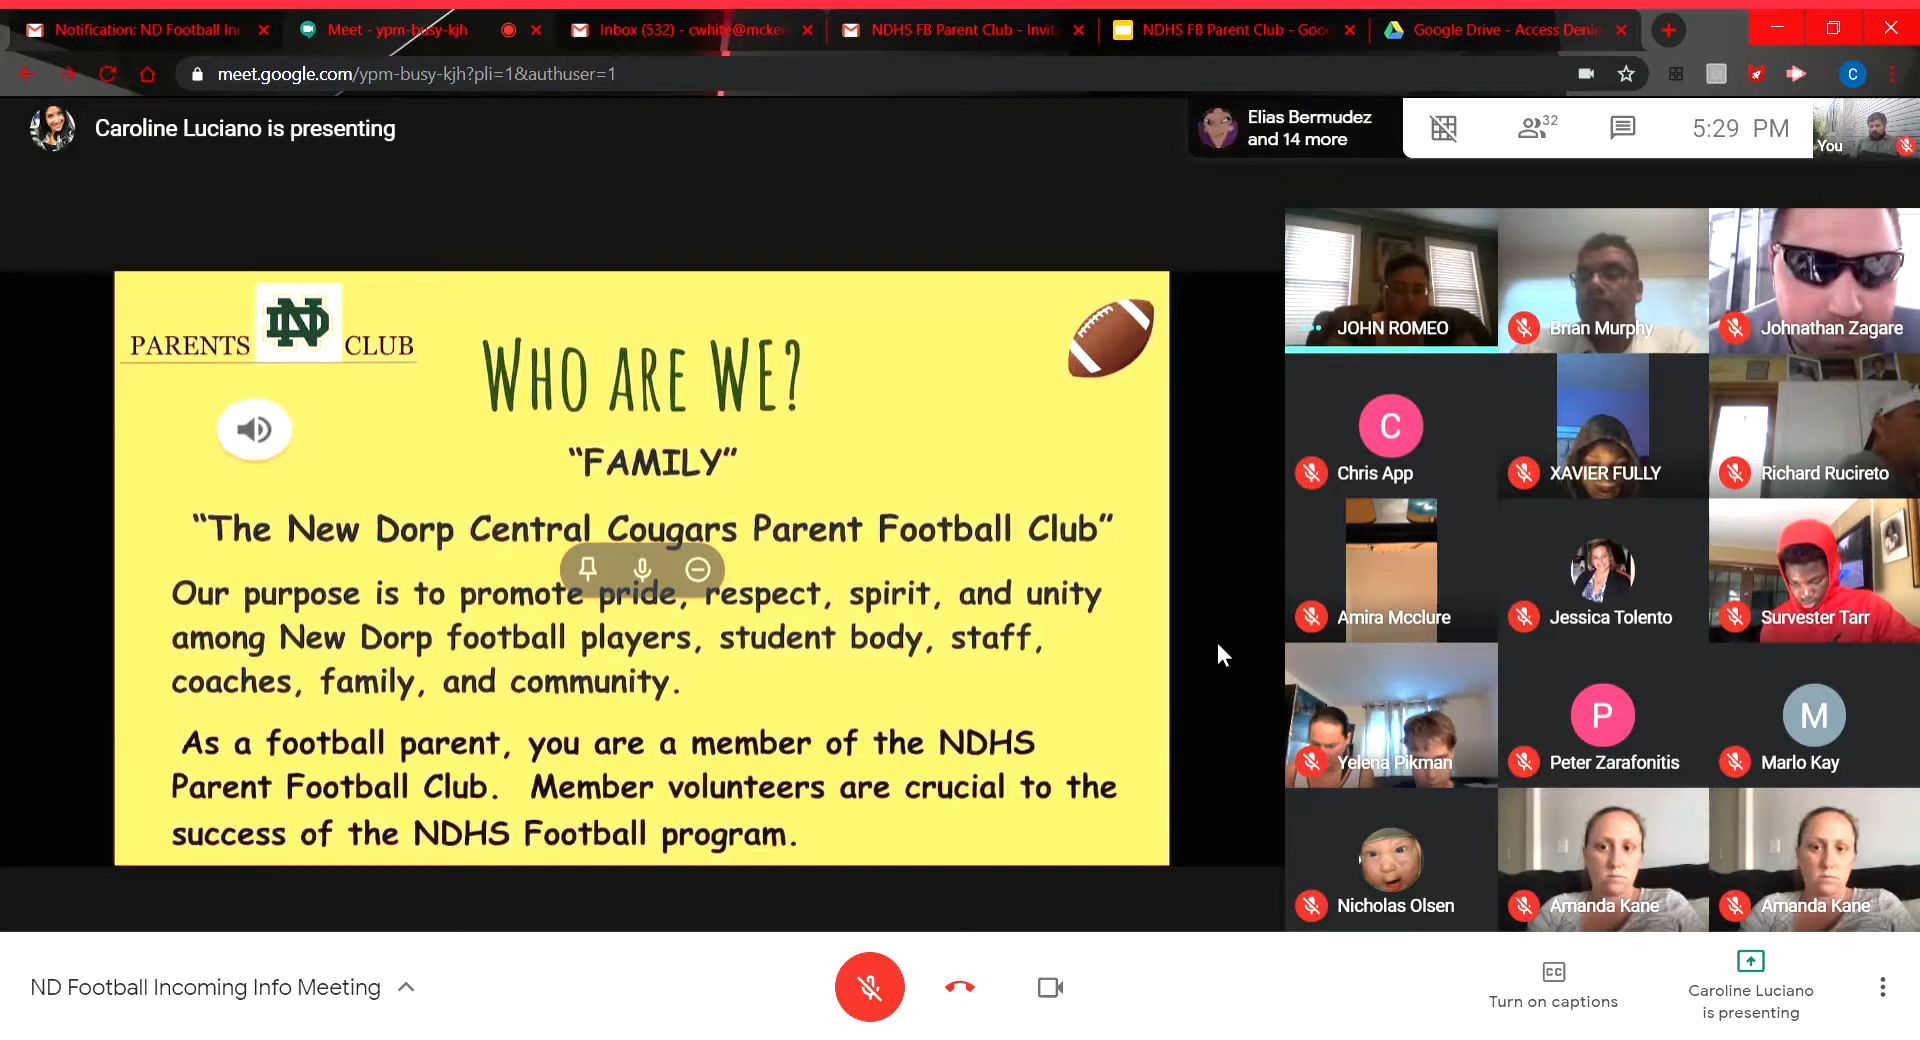 Notification: ND Football In
Meet - ypm-busy-kjh
Inbox (532) - cwhite@mcke
NDHS FB Parent Club - Invit
NDHS FB Parent Club - Goo
Google Drive - Access Denie
meet.google.com/ypm-busy-kjh?pli=1&authuser=1
C
Caroline Luciano is presenting
Elias Bermudez
and 14 more
32
5:29 PM
You
PARENTS ND CLUB
WHO ARE WE?
“FAMILY”
“The New Dorp Central Cougars Parent Football Club”
Our purpose is to promote pride, respect, spirit, and unity
among New Dorp football players, student body, staff,
coaches, family, and community.
As a football parent, you are a member of the NDHS
Parent Football Club. Member volunteers are crucial to the
success of the NDHS Football program.
JOHN ROMEO
Brian Murphy
Johnathan Zagare
C
Chris App
XAVIER FULLY
Richard Rucireto
Amira Mcclure
Jessica Tolento
Survester Tarr
Yelena Pikman
P
Peter Zarafonitis
M
Marlo Kay
Nicholas Olsen
Amanda Kane
Amanda Kane
ND Football Incoming Info Meeting
CC
Turn on captions
Caroline Luciano
is presenting